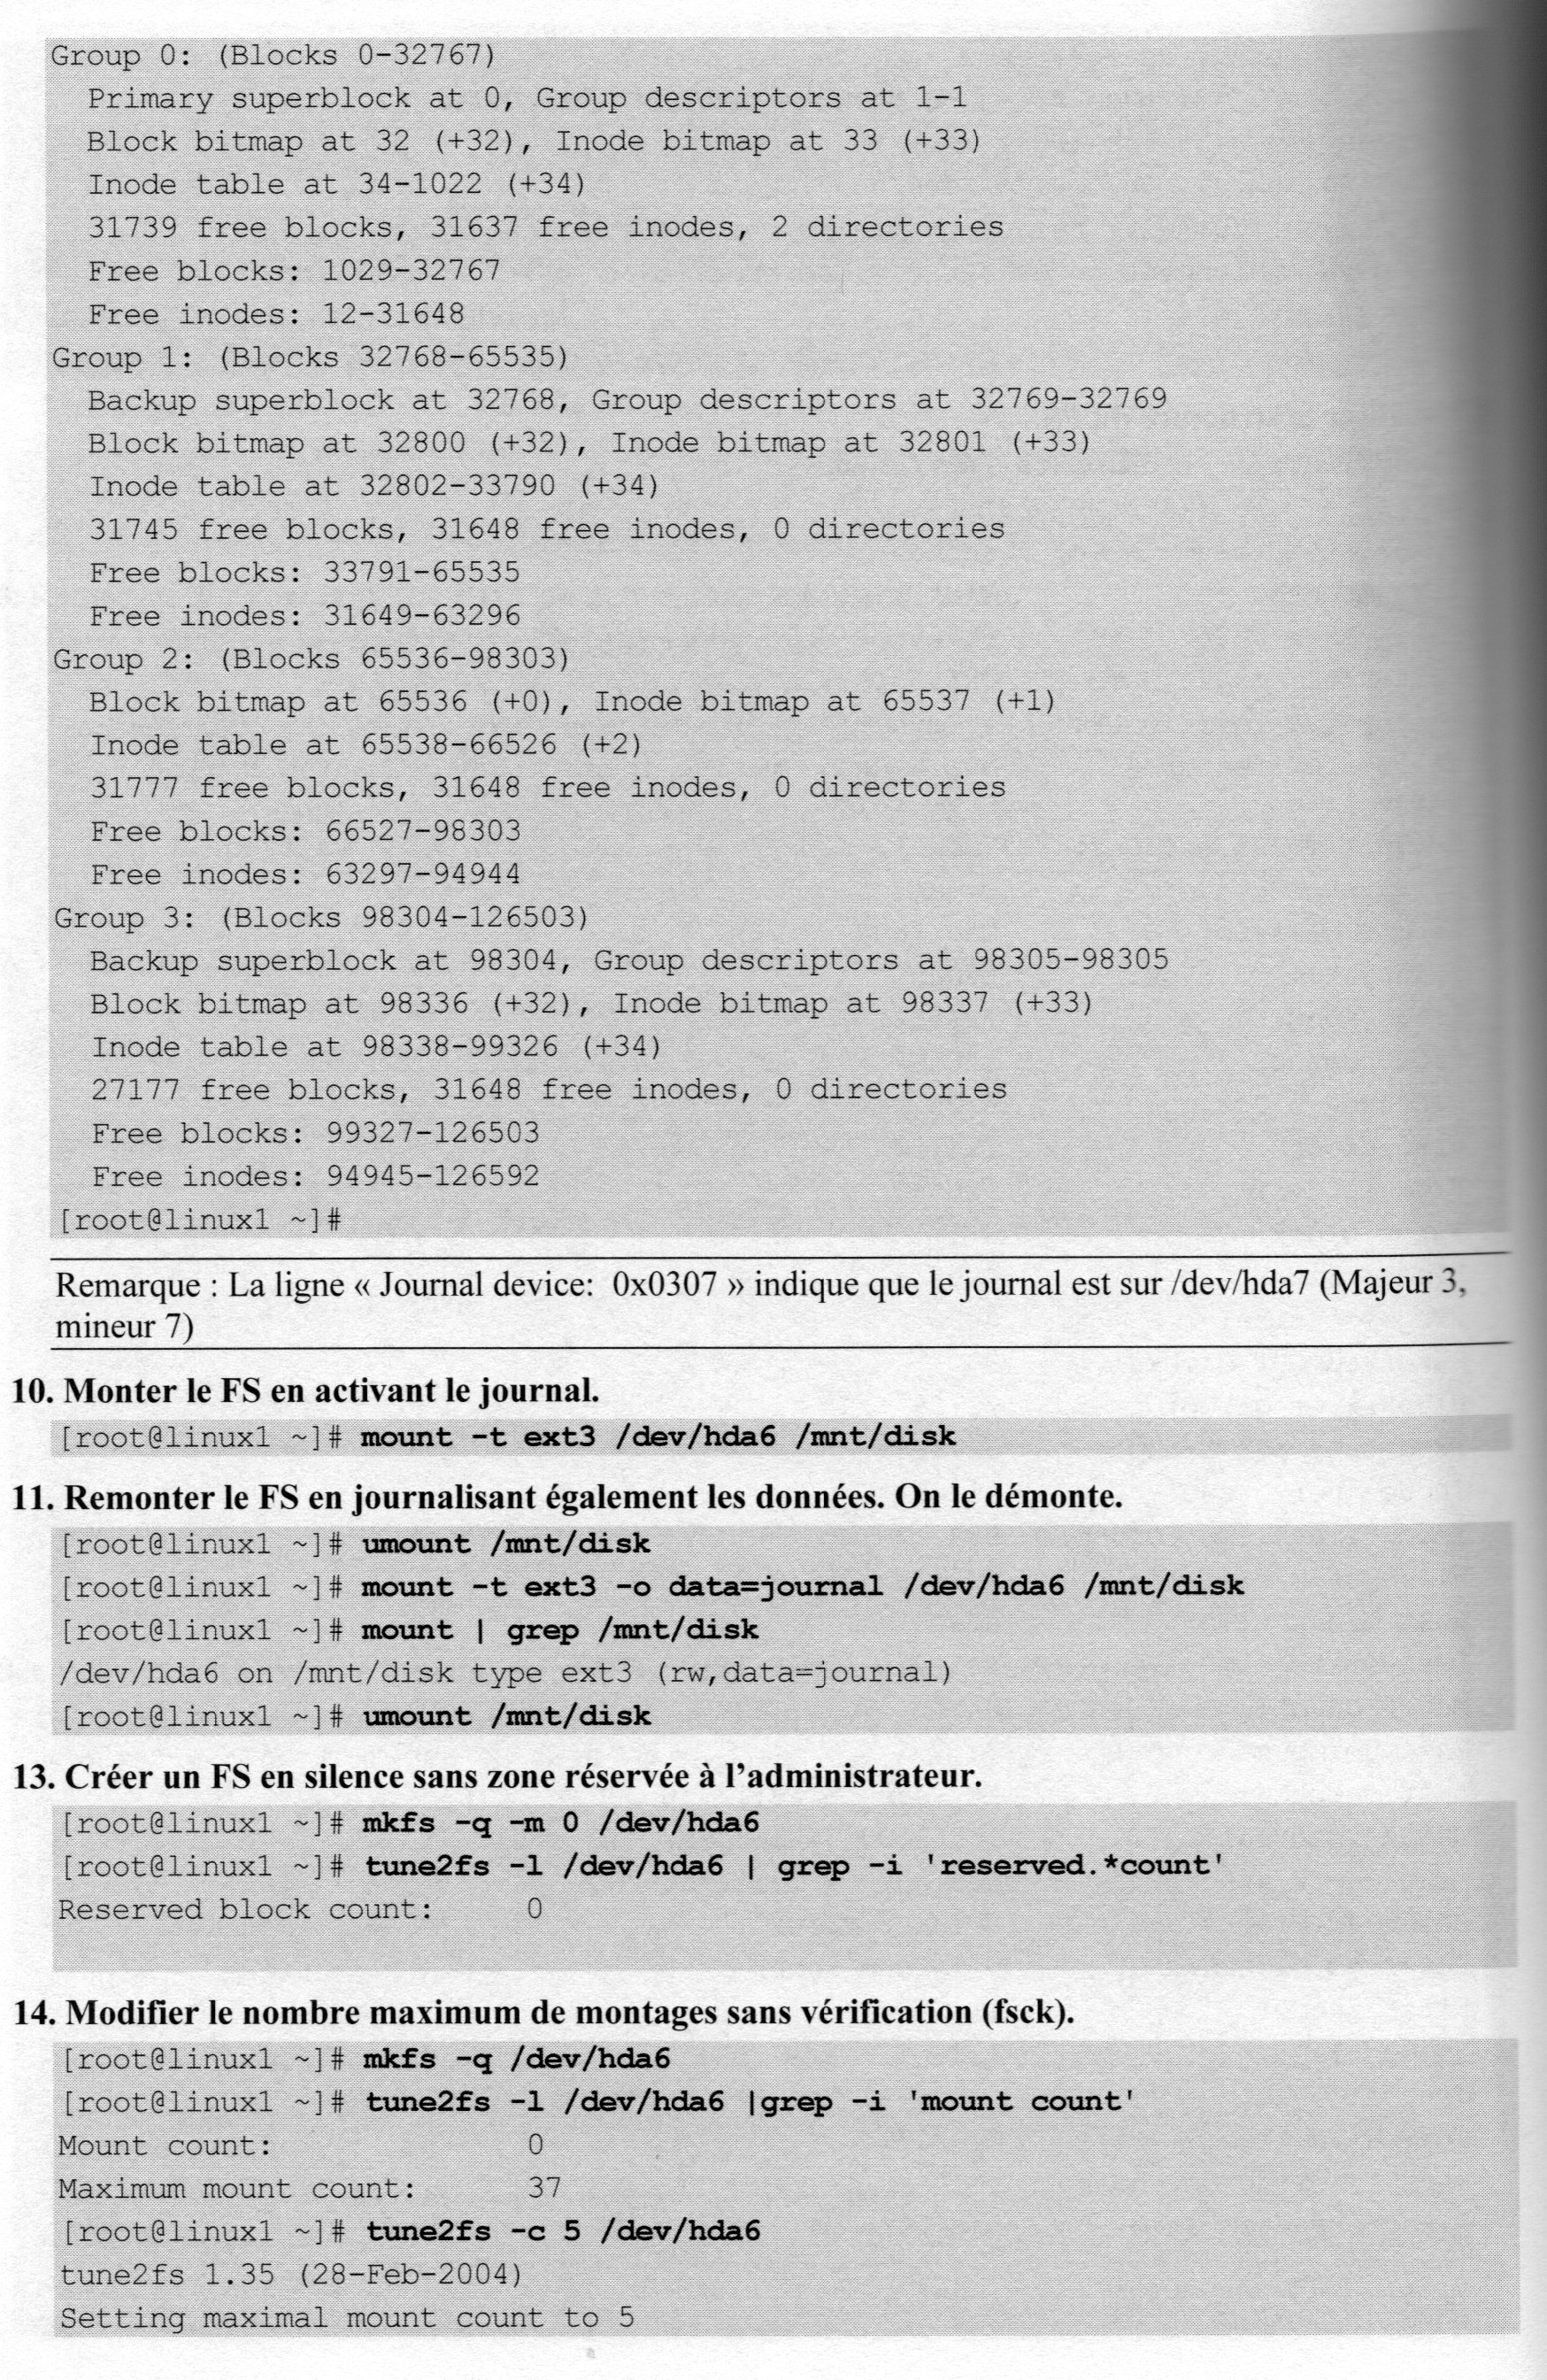 Group 0: (Blocks 0-32767)
Primary superblock at 0, Group descriptors at 1-1
Block bitmap at 32 (+32), Inode bitmap at 33 (+33)
Inode table at 34-1022 (+34)
31739 free blocks, 31637 free inodes, 2 directories
Free blocks: 1029-32767
Free inodes: 12-31648
Group 1: (Blocks 32768-65535)
Backup superblock at 32768, Group descriptors at 32769-32769
Block bitmap at 32800 (+32), Inode bitmap at 32801 (+33)
Inode table at 32802-33790 (+34)
31745 free blocks, 31648 free inodes, 0 directories
Free blocks: 33791-65535
Free inodes: 31649-63296
Group 2: (Blocks 65536-98303)
Block bitmap at 65536 (+0), Inode bitmap at 65537 (+1)
Inode table at 65538-66526 (+2)
31777 free blocks, 31648 free inodes, 0 directories
Free blocks: 66527-98303
Free inodes: 63297-94944
Group 3: (Blocks 98304-126503)
Backup superblock at 98304, Group descriptors at 98305-98305
Block bitmap at 98336 (+32), Inode bitmap at 98337 (+33)
Inode table at 98338-99326 (+34)
27177 free blocks, 31648 free inodes, 0 directories
Free blocks: 99327-126503
Free inodes: 94945-126592
[root@linux1 ~]#
Remarque : La ligne « Journal device: 0x0307 » indique que le journal est sur /dev/hda7 (Majeur 3,
mineur 7)
10. Monter le FS en activant le journal.
[root@linux1 ~]# mount -t ext3 /dev/hda6 /mnt/disk
11. Remonter le FS en journalisant également les données. On le démonte.
[root@linux1 ~]# umount /mnt/disk
[root@linux1 ~]# mount -t ext3 -o data=journal /dev/hda6 /mnt/disk
[root@linux1 ~]# mount | grep /mnt/disk
/dev/hda6 on /mnt/disk type ext3 (rw,data=journal)
[root@linux1 ~]# umount /mnt/disk
13. Créer un FS en silence sans zone réservée à l'administrateur.
[root@linux1 ~]# mkfs -q -m 0 /dev/hda6
[root@linux1 ~]# tune2fs -l /dev/hda6 | grep -i 'reserved.*count'
Reserved block count: 0
14. Modifier le nombre maximum de montages sans vérification (fsck).
[root@linux1 ~]# mkfs -q /dev/hda6
[root@linux1 ~]# tune2fs -l /dev/hda6 |grep -i 'mount count'
Mount count: 0
Maximum mount count: 37
[root@linux1 ~]# tune2fs -c 5 /dev/hda6
tune2fs 1.35 (28-Feb-2004)
Setting maximal mount count to 5